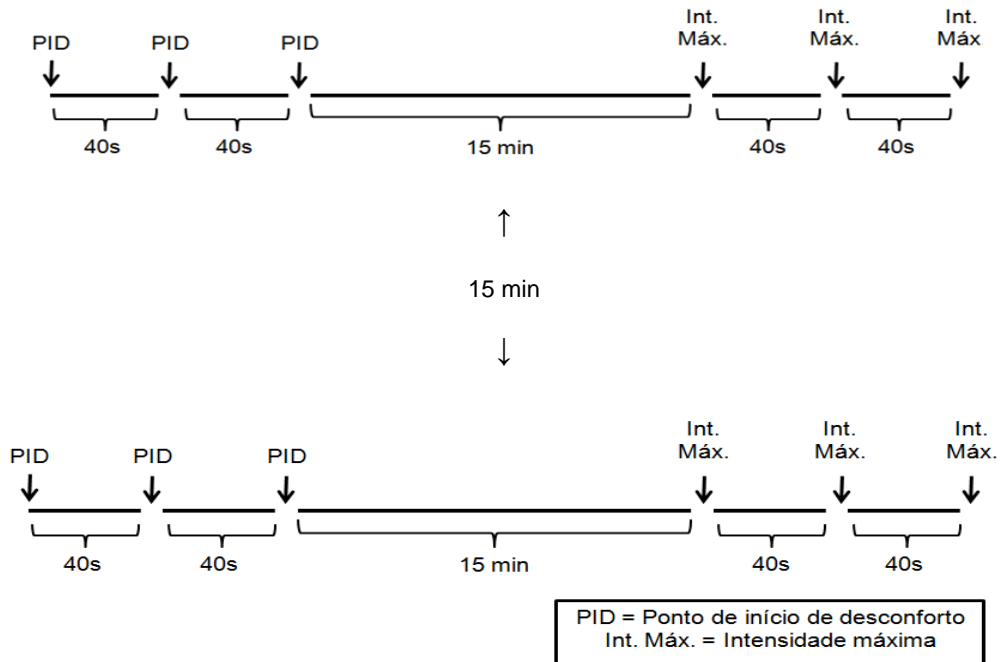 Int.
Máx.
Int.
Máx.
Int.
Máx
PID
PID
PID
40s
40s
15 min
40s
40s
↑
15 min
↓
Int.
Máx.
Int.
Máx.
Int.
Máx.
PID
PID
PID
40s
40s
15 min
40s
40s
PID = Ponto de início de desconforto
Int. Máx. = Intensidade máxima